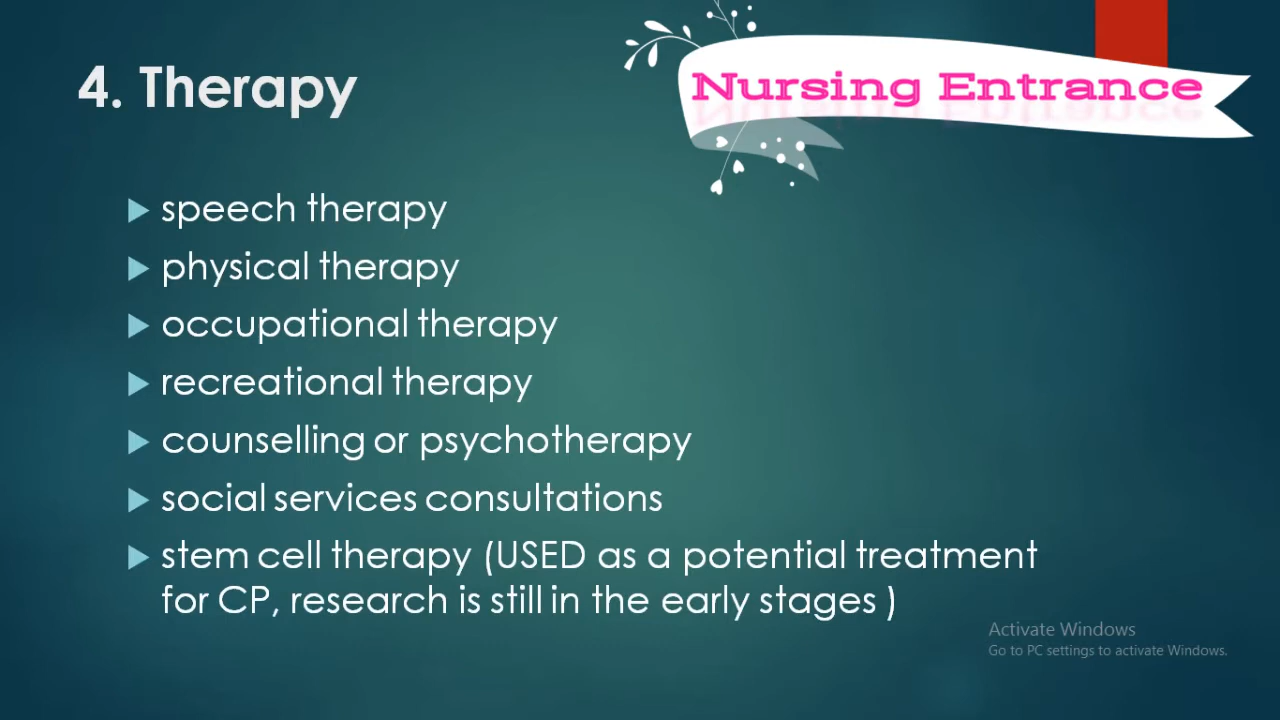 4. Therapy
Nursing Entrance
speech therapy
physical therapy
occupational therapy
recreational therapy
counselling or psychotherapy
social services consultations
stem cell therapy (USED as a potential treatment
for CP, research is still in the early stages )
Activate Windows
Go to PC settings to activate Windows.